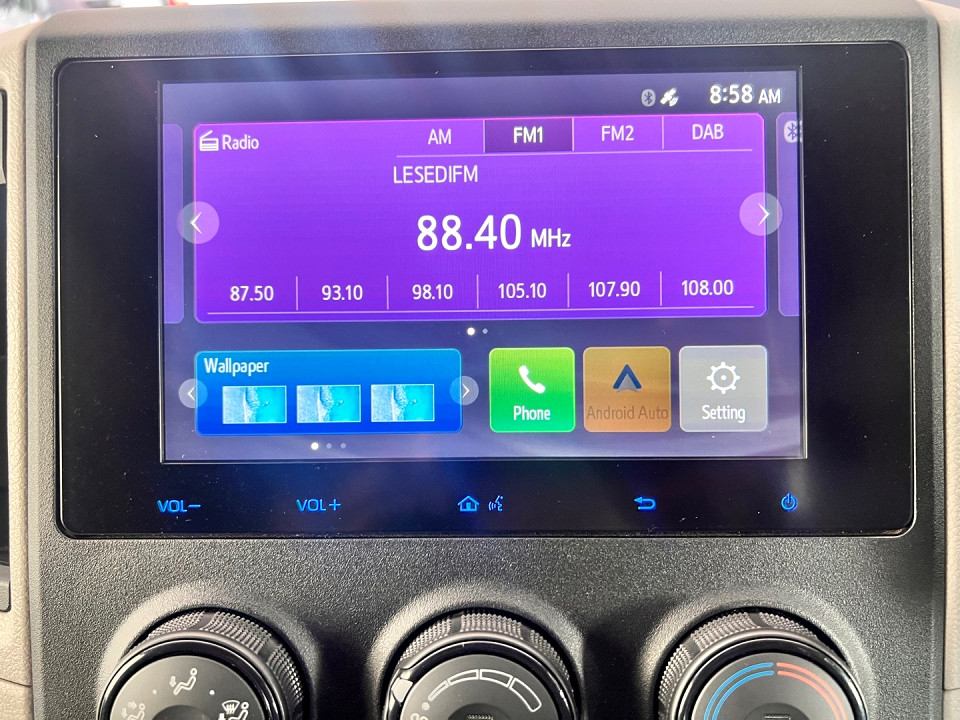 8:58 AM
Radio AM FM1 FM2 DAB
LESEDIFM
88.40 MHz
87.50 93.10 98.10 105.10 107.90 108.00
Wallpaper
Phone Android Auto Setting
VOL− VOL+